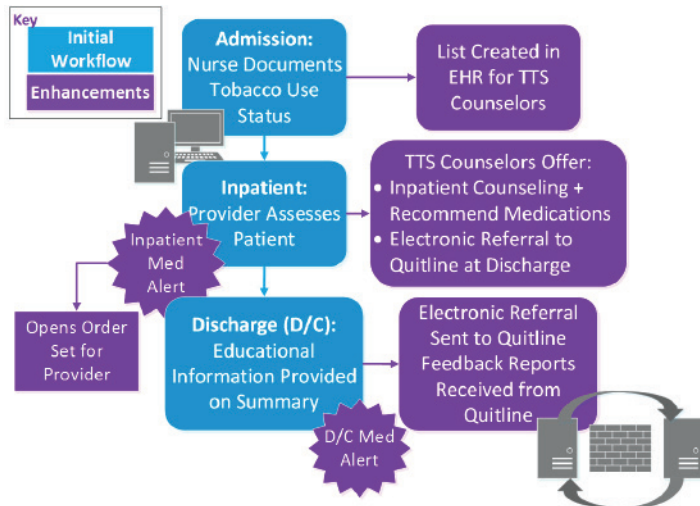 Key
Initial
Workflow
Enhancements
Admission:
Nurse Documents
Tobacco Use
Status
List Created in
EHR for TTS
Counselors
Inpatient:
Provider Assesses
Patient
TTS Counselors Offer:
• Inpatient Counseling +
Recommend Medications
• Electronic Referral to
Quitline at Discharge
Inpatient
Med
Alert
Opens Order
Set for
Provider
Discharge (D/C):
Educational
Information Provided
on Summary
D/C Med
Alert
Electronic Referral
Sent to Quitline
Feedback Reports
Received from
Quitline